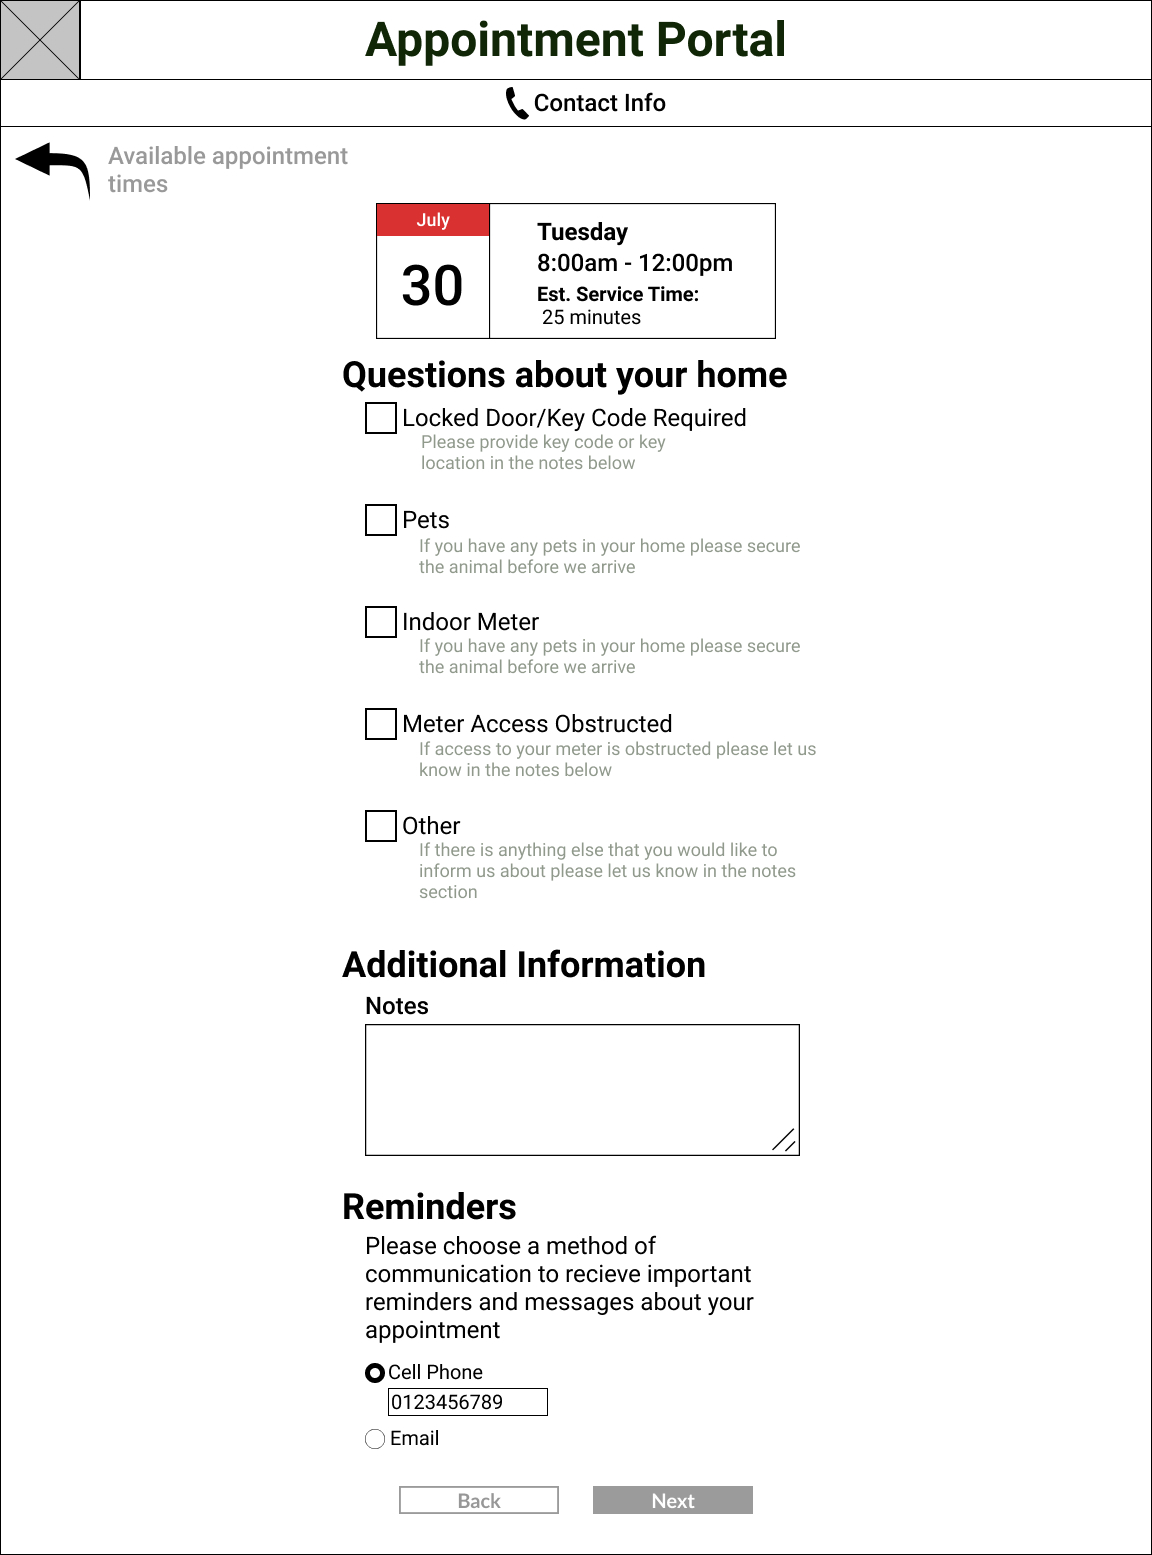 Appointment Portal
Contact Info
Available appointment
times
July
30
Tuesday
8:00am - 12:00pm
Est. Service Time:
25 minutes
Questions about your home
Locked Door/Key Code Required
Please provide key code or key
location in the notes below
Pets
If you have any pets in your home please secure
the animal before we arrive
Indoor Meter
If you have any pets in your home please secure
the animal before we arrive
Meter Access Obstructed
If access to your meter is obstructed please let us
know in the notes below
Other
If there is anything else that you would like to
inform us about please let us know in the notes
section
Additional Information
Notes
Reminders
Please choose a method of
communication to recieve important
reminders and messages about your
appointment
Cell Phone
0123456789
Email
Back
Next